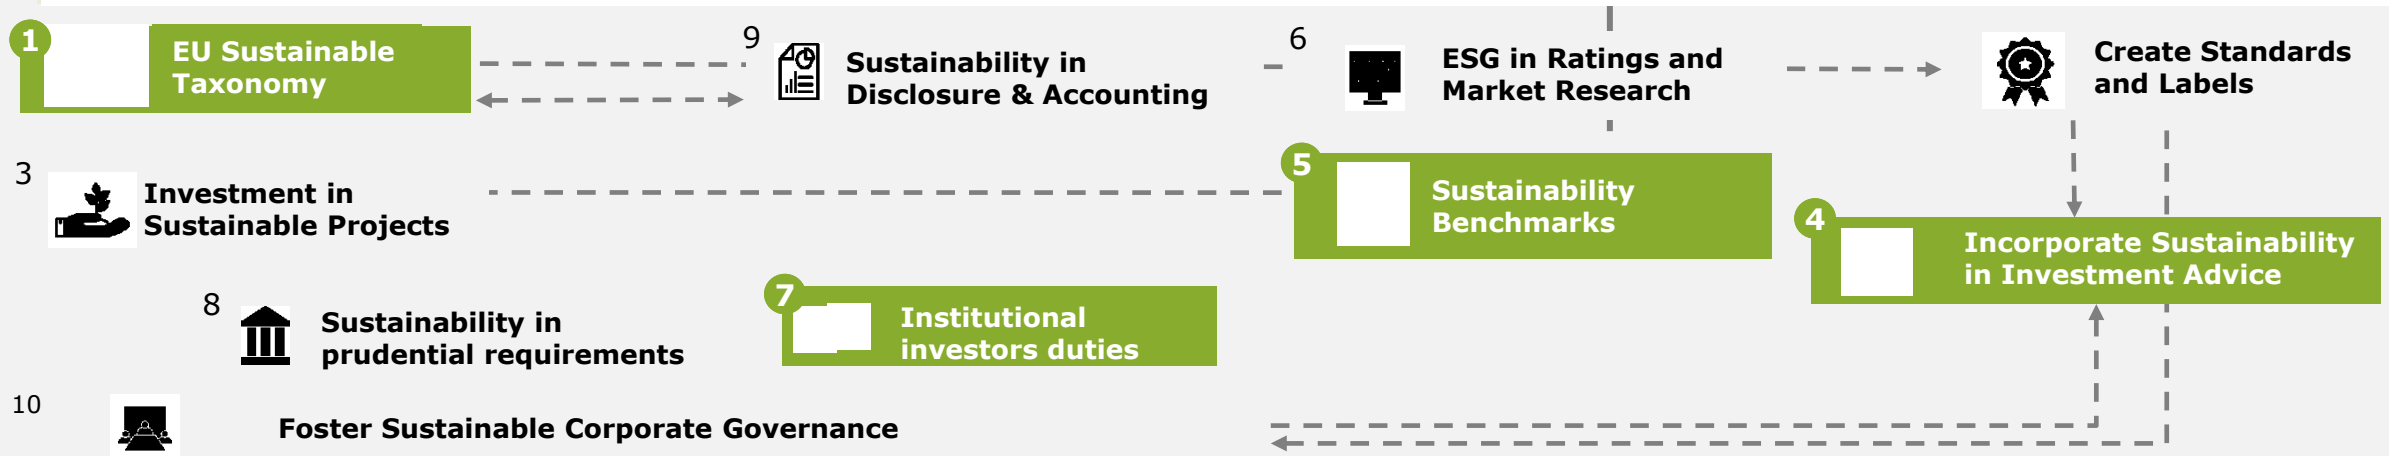 1
EU Sustainable
Taxonomy
9
Sustainability in
Disclosure & Accounting
6
ESG in Ratings and
Market Research
Create Standards
and Labels
3
Investment in
Sustainable Projects
5
Sustainability
Benchmarks
4
Incorporate Sustainability
in Investment Advice
8
Sustainability in
prudential requirements
7
Institutional
investors duties
10
Foster Sustainable Corporate Governance